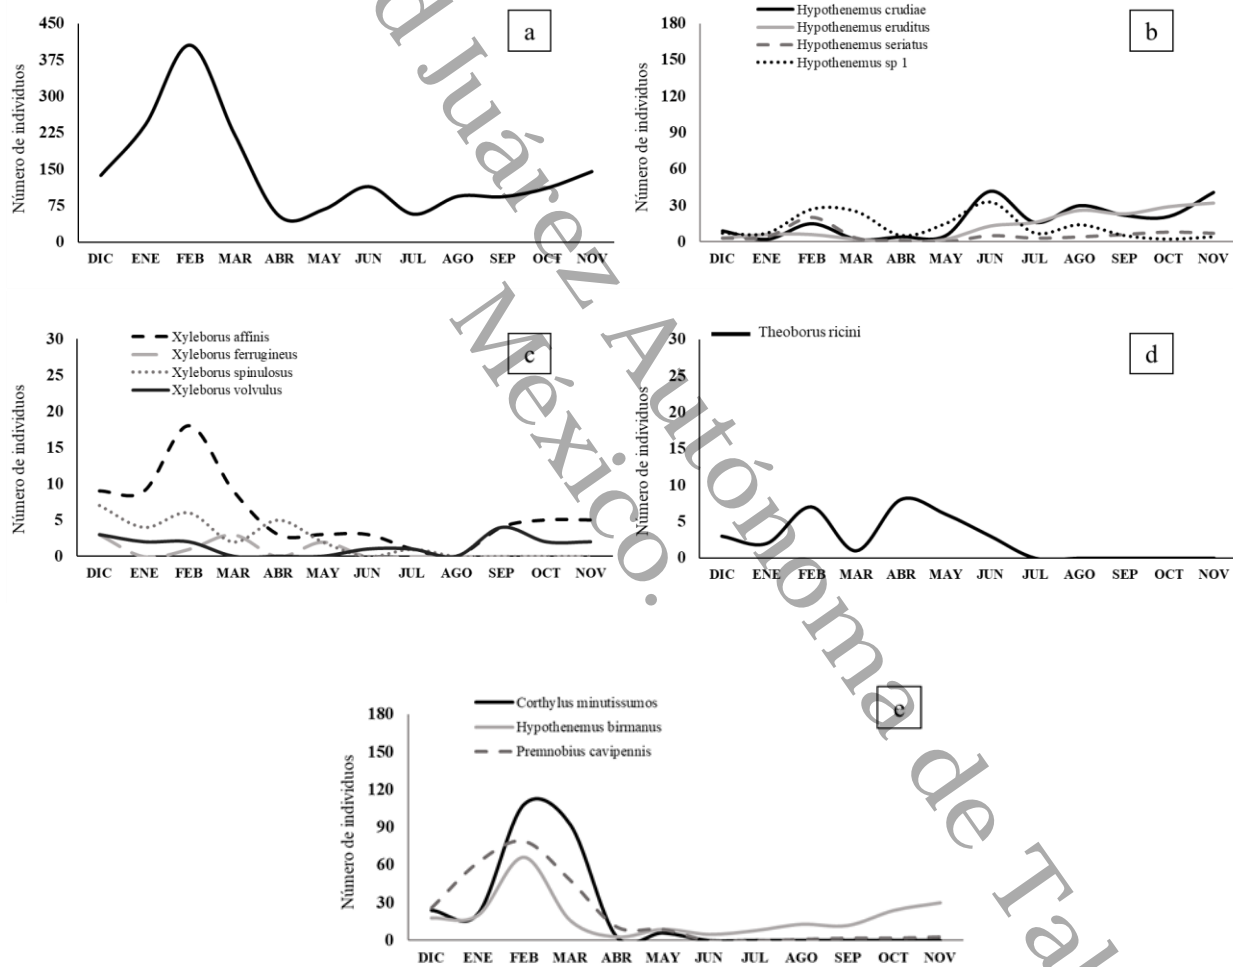 a
Número de individuos
450
375
300
225
150
75
0
DIC ENE FEB MAR ABR MAY JUN JUL AGO SEP OCT NOV
b
Hypothenemus crudiae
Hypothenemus eruditus
Hypothenemus seriatus
Hypothenemus sp 1
Número de individuos
180
150
120
90
60
30
0
DIC ENE FEB MAR ABR MAY JUN JUL AGO SEP OCT NOV
c
Xyleborus affinis
Xyleborus ferrugineus
Xyleborus spinulosus
Xyleborus volvulus
Número de individuos
30
25
20
15
10
5
0
DIC ENE FEB MAR ABR MAY JUN JUL AGO SEP OCT NOV
d
Theoborus ricini
Número de individuos
30
25
20
15
10
5
0
DIC ENE FEB MAR ABR MAY JUN JUL AGO SEP OCT NOV
e
Corthylus minutissumos
Hypothenemus birmanus
Premnobius cavipennis
Número de individuos
180
150
120
90
60
30
0
DIC ENE FEB MAR ABR MAY JUN JUL AGO SEP OCT NOV
d Juárez Autónoma de Tab
México.